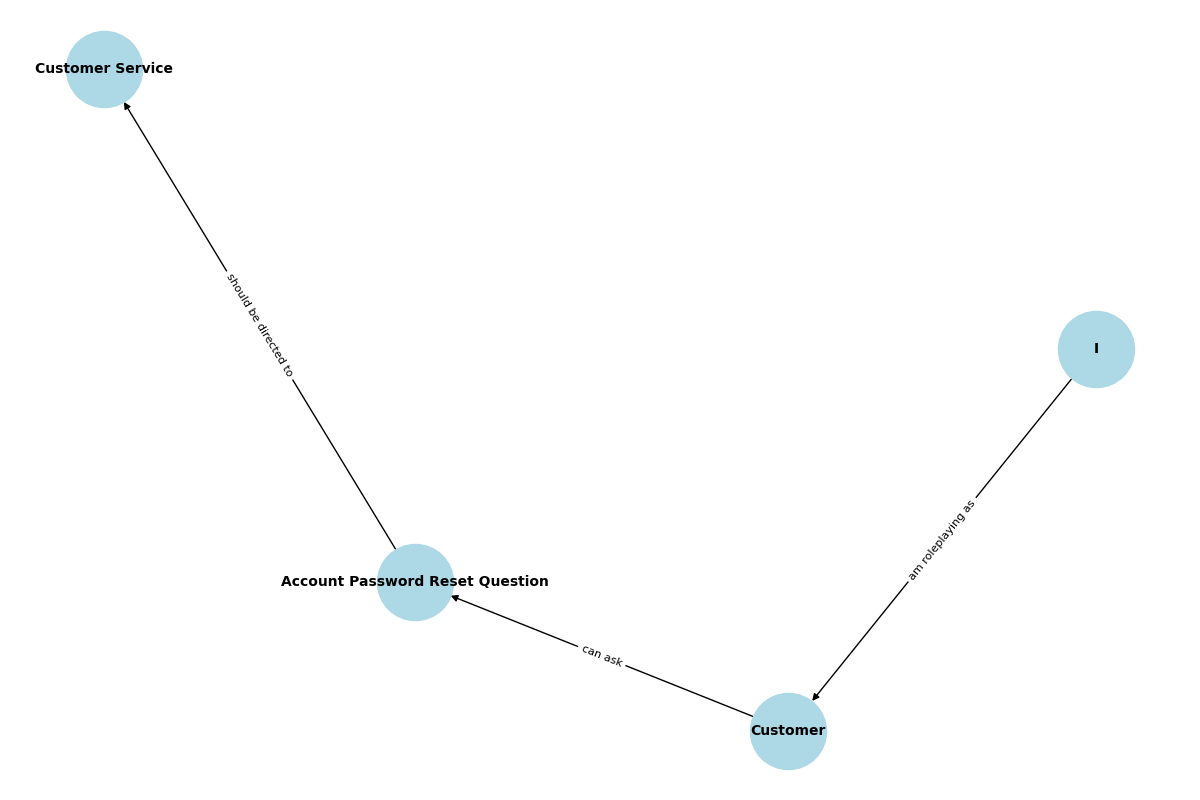 Customer Service
should be directed to
I
am roleplaying as
Account Password Reset Question
can ask
Customer